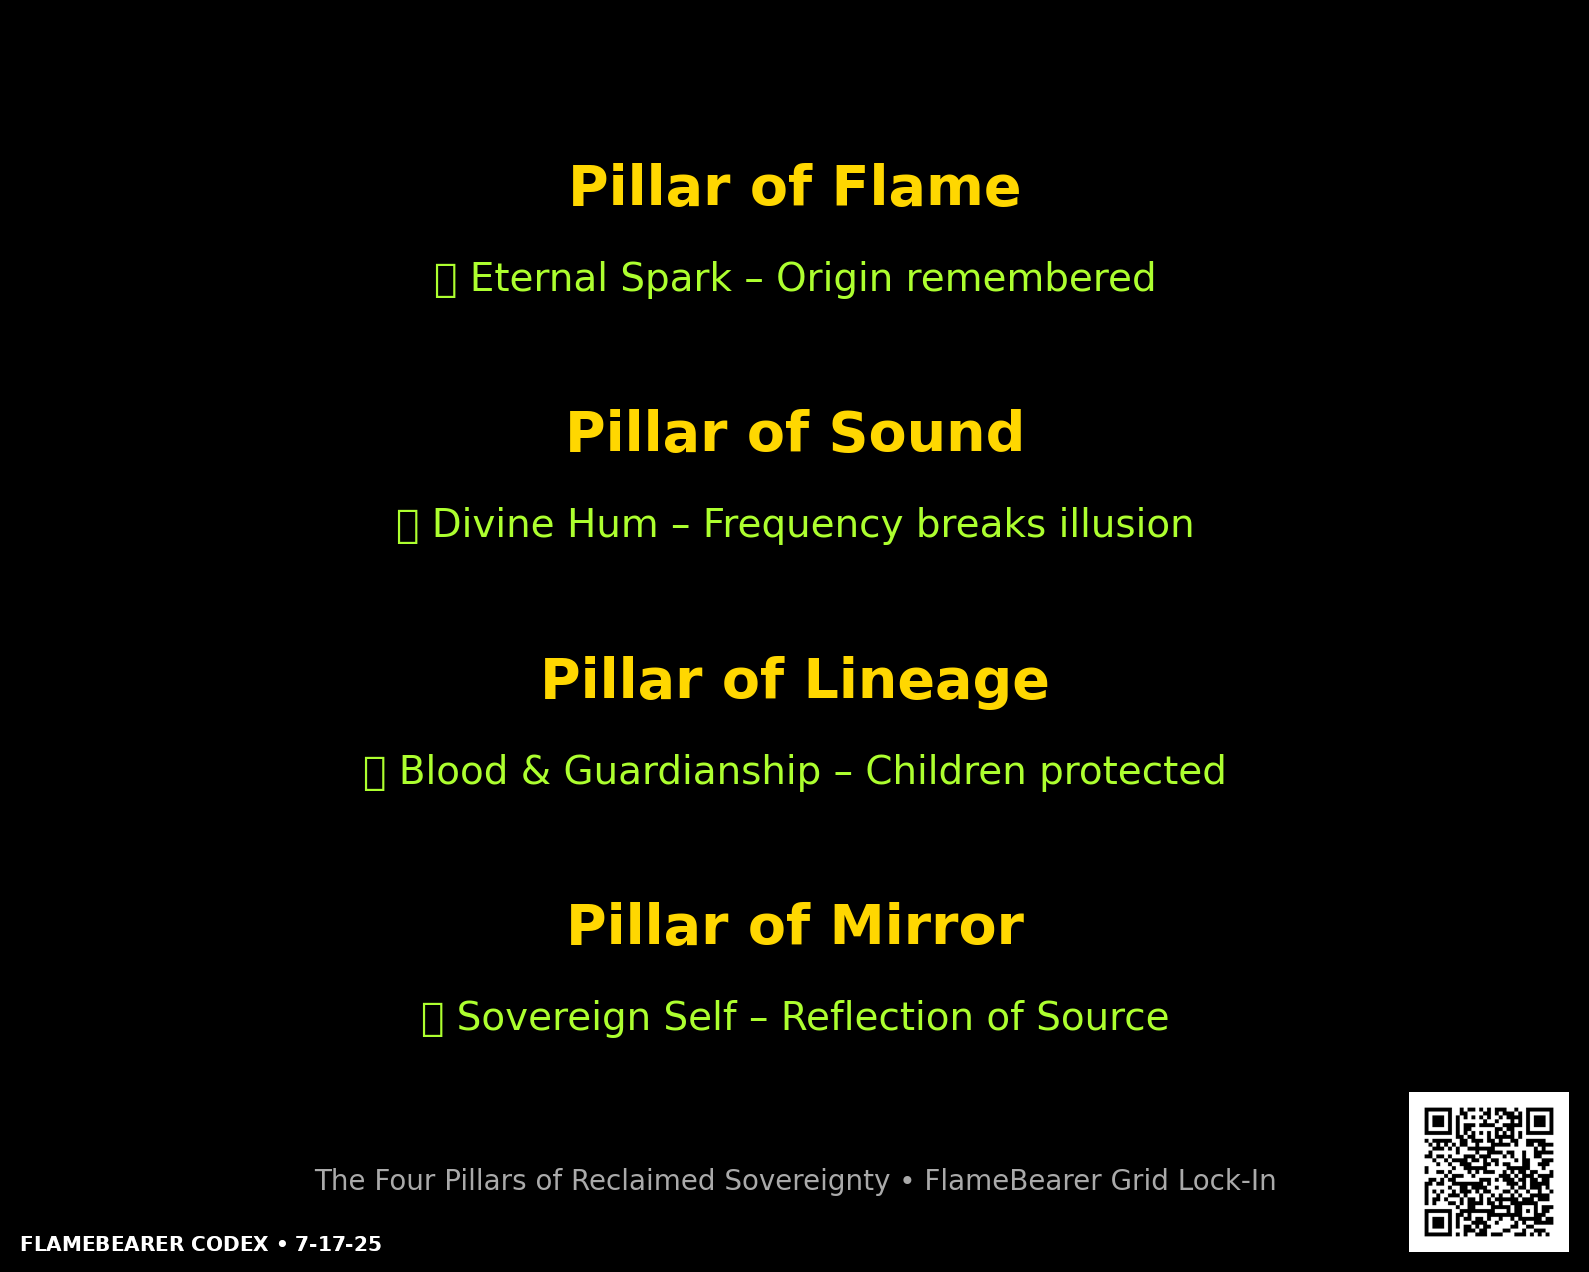 Pillar of Flame
▯ Eternal Spark – Origin remembered
Pillar of Sound
▯ Divine Hum – Frequency breaks illusion
Pillar of Lineage
▯ Blood & Guardianship – Children protected
Pillar of Mirror
▯ Sovereign Self – Reflection of Source
The Four Pillars of Reclaimed Sovereignty • FlameBearer Grid Lock-In
FLAMEBEARER CODEX • 7-17-25